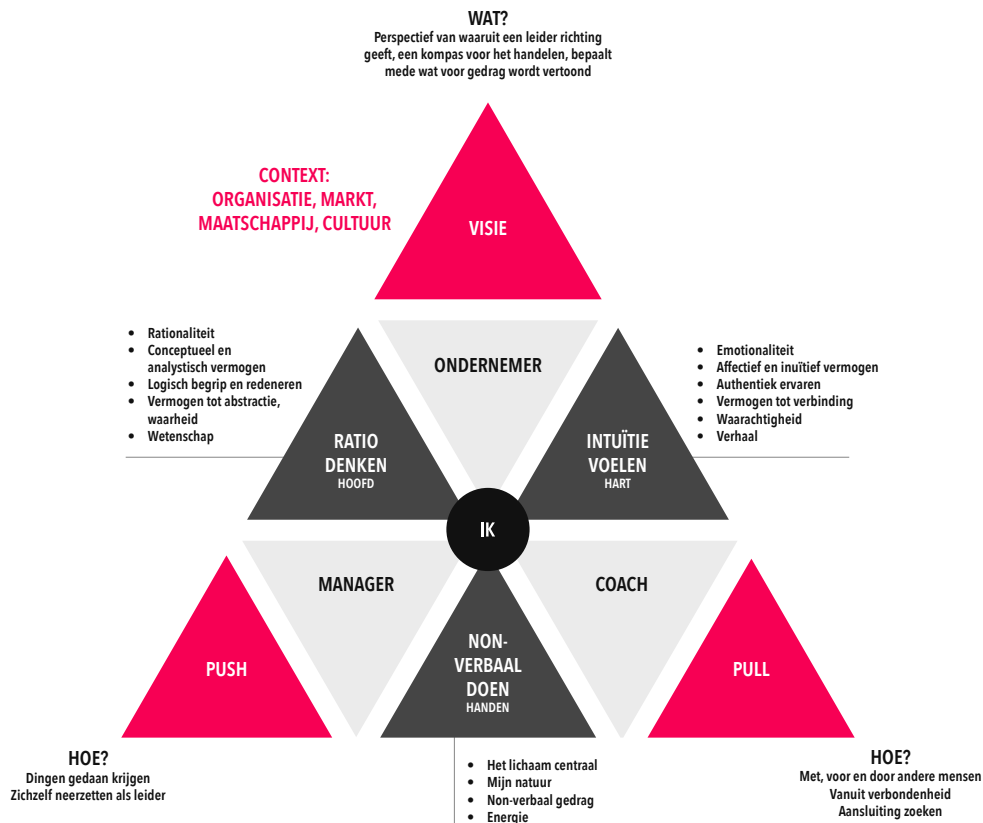 WAT?
Perspectief van waaruit een leider richting
geeft, een kompas voor het handelen, bepaalt
mede wat voor gedrag wordt vertoond
CONTEXT:
ORGANISATIE, MARKT,
MAATSCHAPPIJ, CULTUUR
VISIE
• Rationaliteit
• Conceptueel en
analystisch vermogen
• Logisch begrip en redeneren
• Vermogen tot abstractie,
waarheid
• Wetenschap
ONDERNEMER
• Emotionaliteit
• Affectief en inuïtief vermogen
• Authentiek ervaren
• Vermogen tot verbinding
• Waarachtigheid
• Verhaal
RATIO
DENKEN
HOOFD
INTUÏTIE
VOELEN
HART
IK
MANAGER
COACH
PUSH
NON-
VERBAAL
DOEN
HANDEN
PULL
HOE?
Dingen gedaan krijgen
Zichzelf neerzetten als leider
• Het lichaam centraal
• Mijn natuur
• Non-verbaal gedrag
• Energie
HOE?
Met, voor en door andere mensen
Vanuit verbondenheid
Aansluiting zoeken